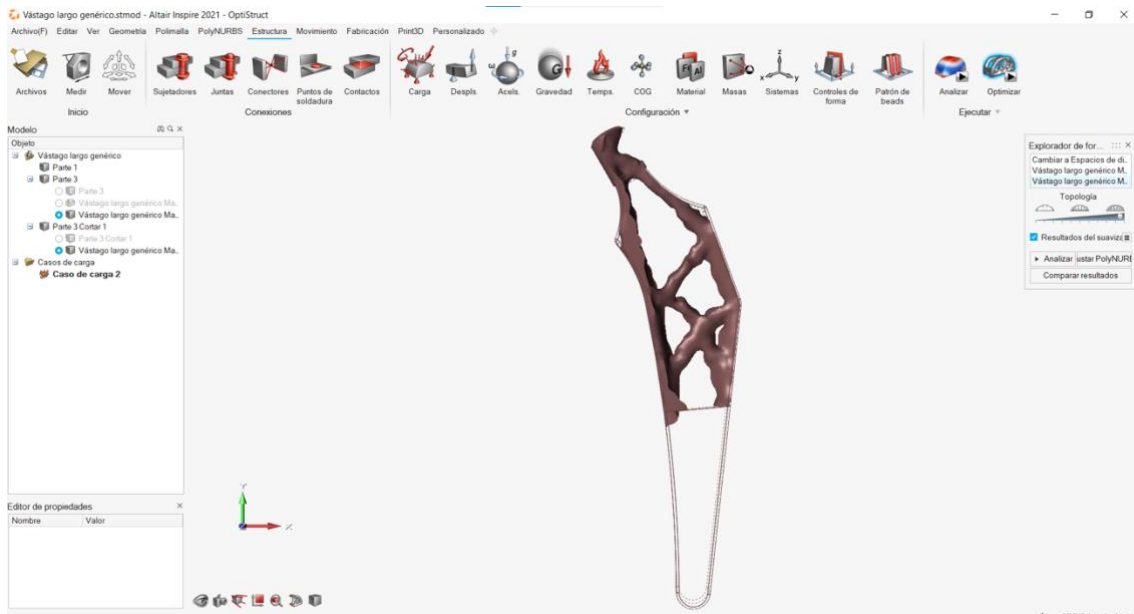 Vástago largo genérico.stmod - Altair Inspire 2021 - OptiStruct
Archivo(F) Editar Ver Geometría Polimalla PolyNURBS Estructura Movimiento Fabricación Print3D Personalizado
Archivos Medir Mover Sujetadores Juntas Conectores Puntos de soldadura Contactos Carga Despls. Acels. Gravedad Temps. COG Material Masas Sistemas Controles de forma Patrón de beads Analizar Optimizar
Inicio Conexiones Configuración Ejecutar
Modelo
Objeto
Vástago largo genérico
Parte 1
Parte 3
Parte 3
Vástago largo genérico Ma..
Vástago largo genérico Ma..
Parte 3 Cortar 1
Parte 3 Cortar 1
Vástago largo genérico Ma..
Casos de carga
Caso de carga 2
Editor de propiedades
Nombre Valor
Y
Explorador de for...
Cambiar a Espacios de di..
Vástago largo genérico M..
Vástago largo genérico M..
Topología
Resultados del suaviz
Analizar ustar PolyNURE
Comparar resultados